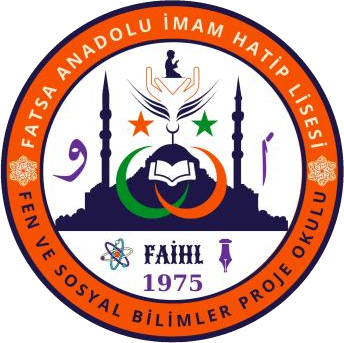 FATSA ANADOLU İMAM HATİP LİSESİ
و أ
FAİHL
1975
FEN VE SOSYAL BİLİMLER PROJE OKULU